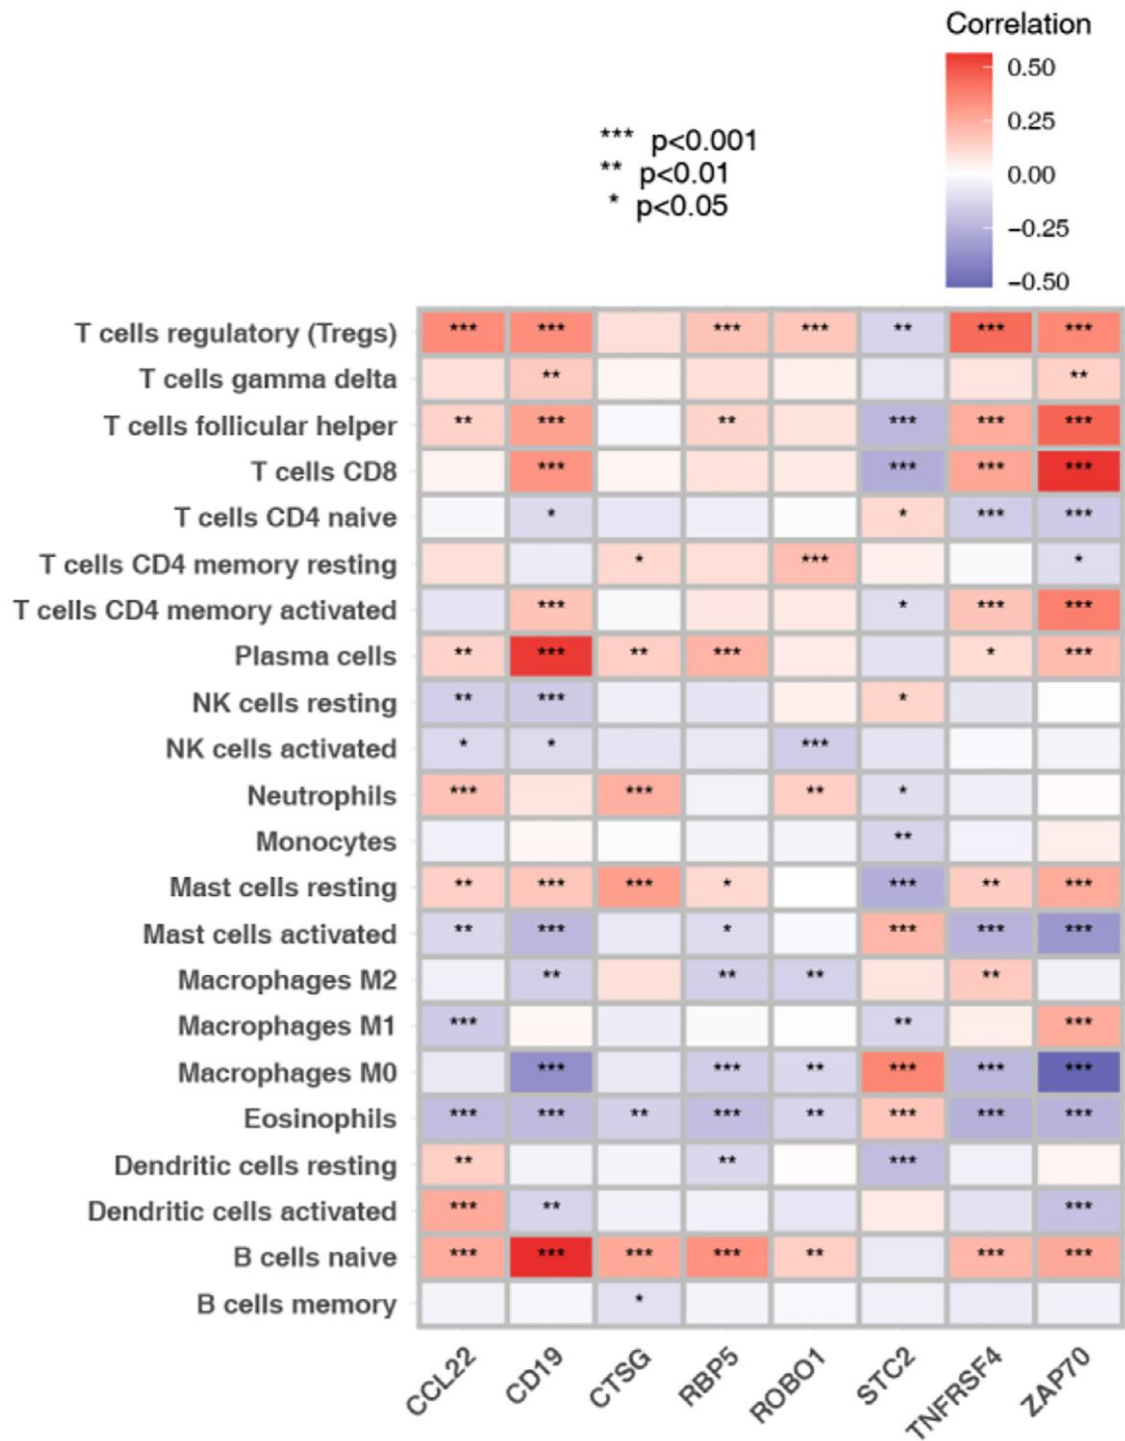 Correlation
0.50
0.25
0.00
−0.25
−0.50
*** p<0.001
** p<0.01
* p<0.05
T cells regulatory (Tregs) *** *** *** *** ** *** ***
T cells gamma delta ** **
T cells follicular helper ** *** ** *** *** ***
T cells CD8 *** *** *** ***
T cells CD4 naive * * *** ***
T cells CD4 memory resting * *** *
T cells CD4 memory activated *** * *** ***
Plasma cells ** *** ** *** * ***
NK cells resting ** *** *
NK cells activated * * ***
Neutrophils *** *** ** *
Monocytes **
Mast cells resting ** *** *** * *** ** ***
Mast cells activated ** *** * *** *** ***
Macrophages M2 ** ** ** **
Macrophages M1 *** ** ***
Macrophages M0 *** *** ** *** *** ***
Eosinophils *** *** ** *** ** *** *** ***
Dendritic cells resting ** ** ***
Dendritic cells activated *** ** ***
B cells naive *** *** *** *** ** *** ***
B cells memory *
CCL22 CD19 CTSG RBP5 ROBO1 STC2 TNFRSF4 ZAP70